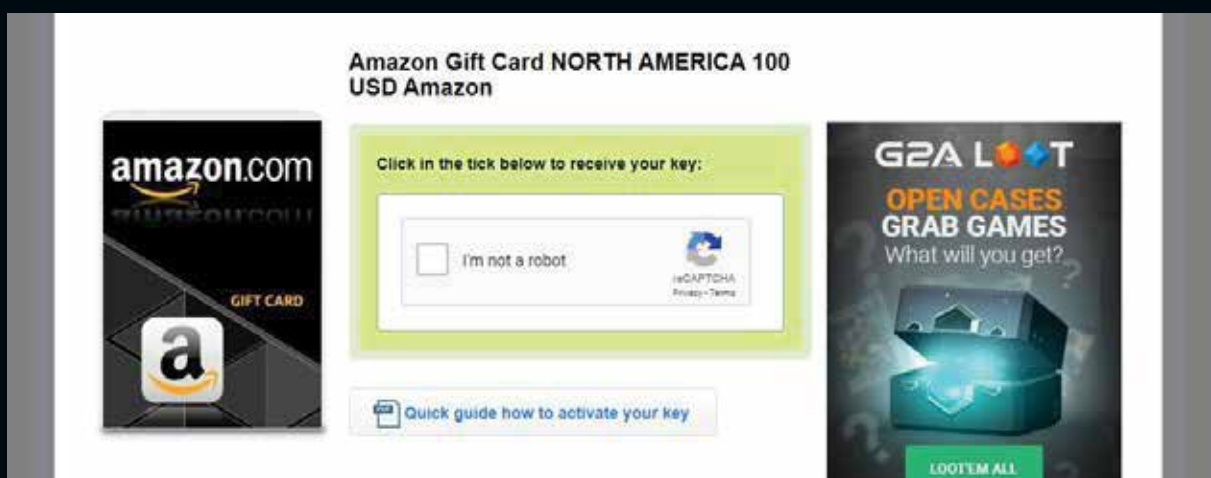 Amazon Gift Card NORTH AMERICA 100
USD Amazon
amazon.com
GIFT CARD
a
Click in the tick below to receive your key:
I'm not a robot
reCAPTCHA
Privacy - Terms
PDF
Quick guide how to activate your key
G2A LOOT
OPEN CASES
GRAB GAMES
What will you get?
LOOT'EM ALL